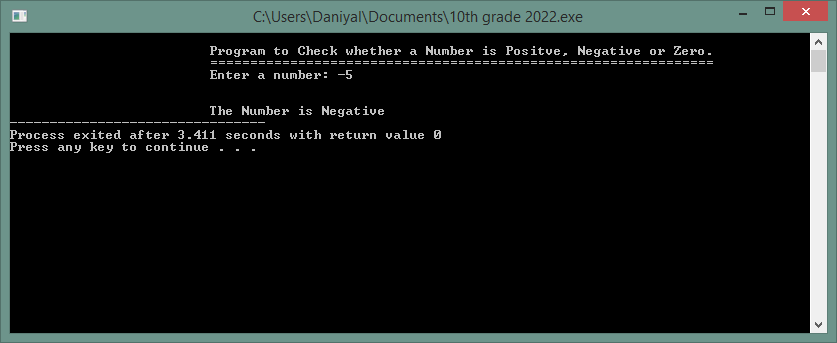 C:\Users\Daniyal\Documents\10th grade 2022.exe
Program to Check whether a Number is Positve, Negative or Zero.
===============================================================
Enter a number: -5
The Number is Negative
--------------------------------
Process exited after 3.411 seconds with return value 0
Press any key to continue . . .